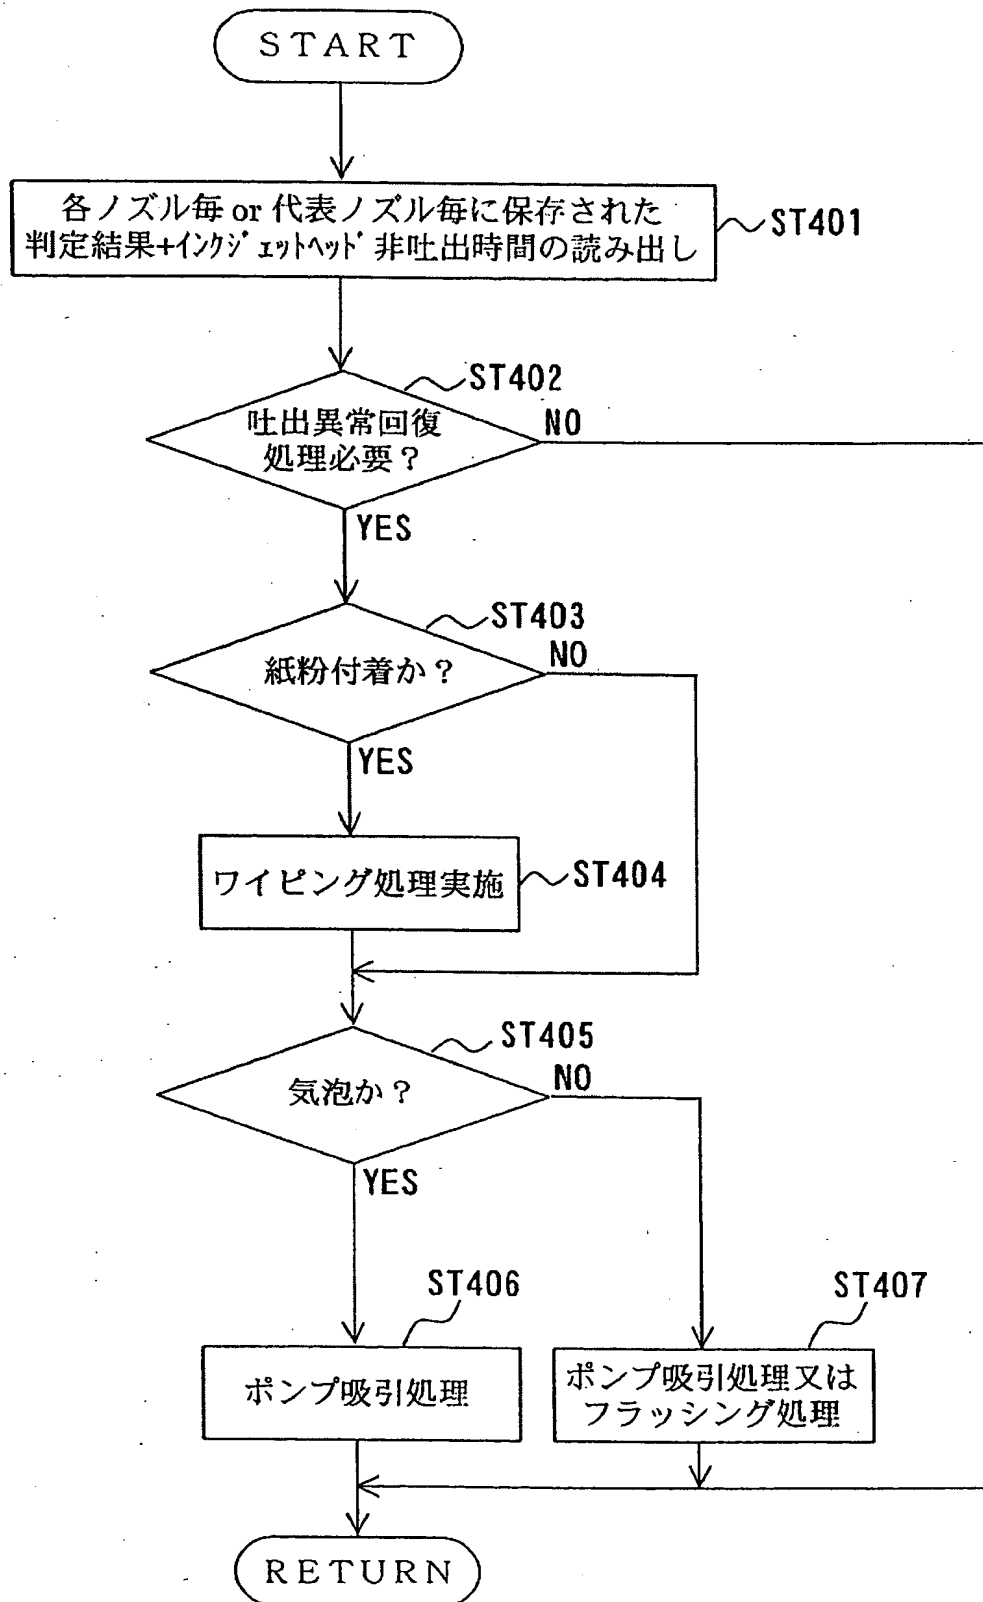 START
各ノズル毎 or 代表ノズル毎に保存された
判定結果+インクジェットヘッド 非吐出時間の読み出し
ST401
ST402
吐出異常回復
処理必要？
NO
YES
ST403
紙粉付着か？
NO
YES
ワイピング処理実施
ST404
ST405
気泡か？
NO
YES
ST406
ST407
ポンプ吸引処理
ポンプ吸引処理又は
フラッシング処理
RETURN